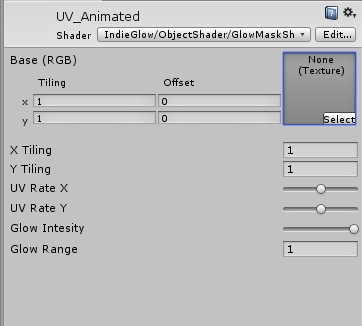 UV_Animated
Shader IndieGlow/ObjectShader/GlowMaskSh Edit...
Base (RGB)
None
(Texture)
Tiling Offset
x 1 0
y 1 0
Select
X Tiling 1
Y Tiling 1
UV Rate X
UV Rate Y
Glow Intesity
Glow Range 1